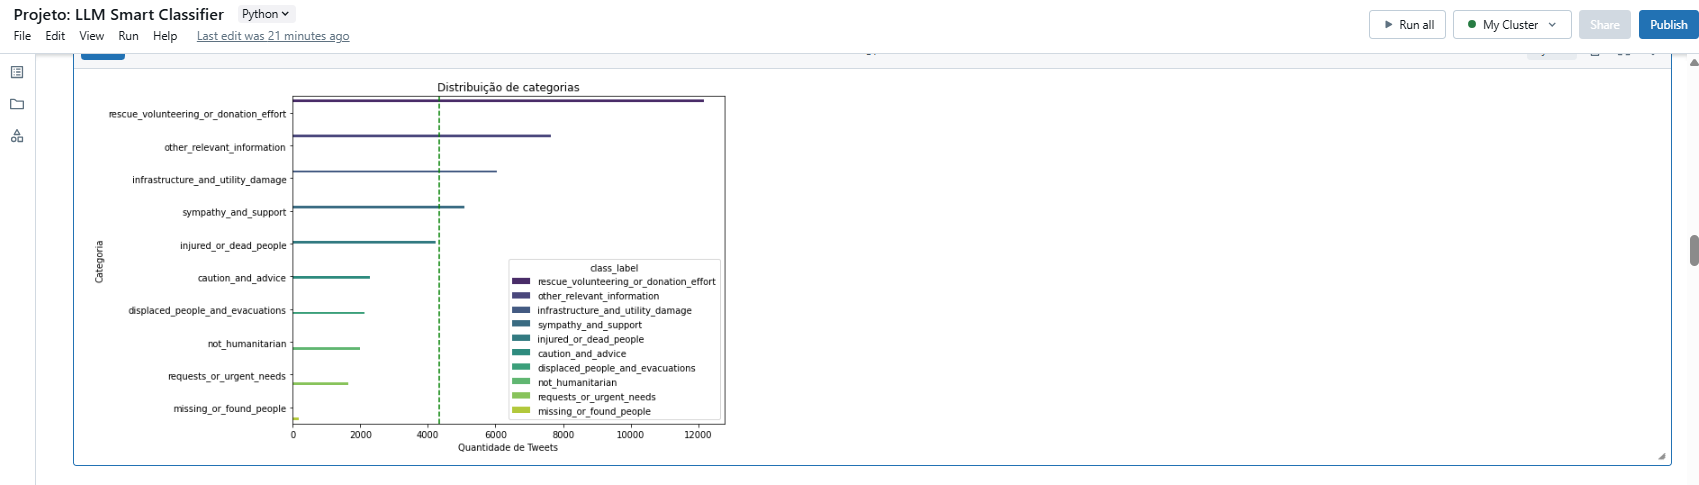 Projeto: LLM Smart Classifier Python
File Edit View Run Help Last edit was 21 minutes ago
Run all My Cluster Share Publish
Distribuição de categorias
Categoria
rescue_volunteering_or_donation_effort
other_relevant_information
infrastructure_and_utility_damage
sympathy_and_support
injured_or_dead_people
caution_and_advice
displaced_people_and_evacuations
not_humanitarian
requests_or_urgent_needs
missing_or_found_people
class_label
rescue_volunteering_or_donation_effort
other_relevant_information
infrastructure_and_utility_damage
sympathy_and_support
injured_or_dead_people
caution_and_advice
displaced_people_and_evacuations
not_humanitarian
requests_or_urgent_needs
missing_or_found_people
0 2000 4000 6000 8000 10000 12000
Quantidade de Tweets